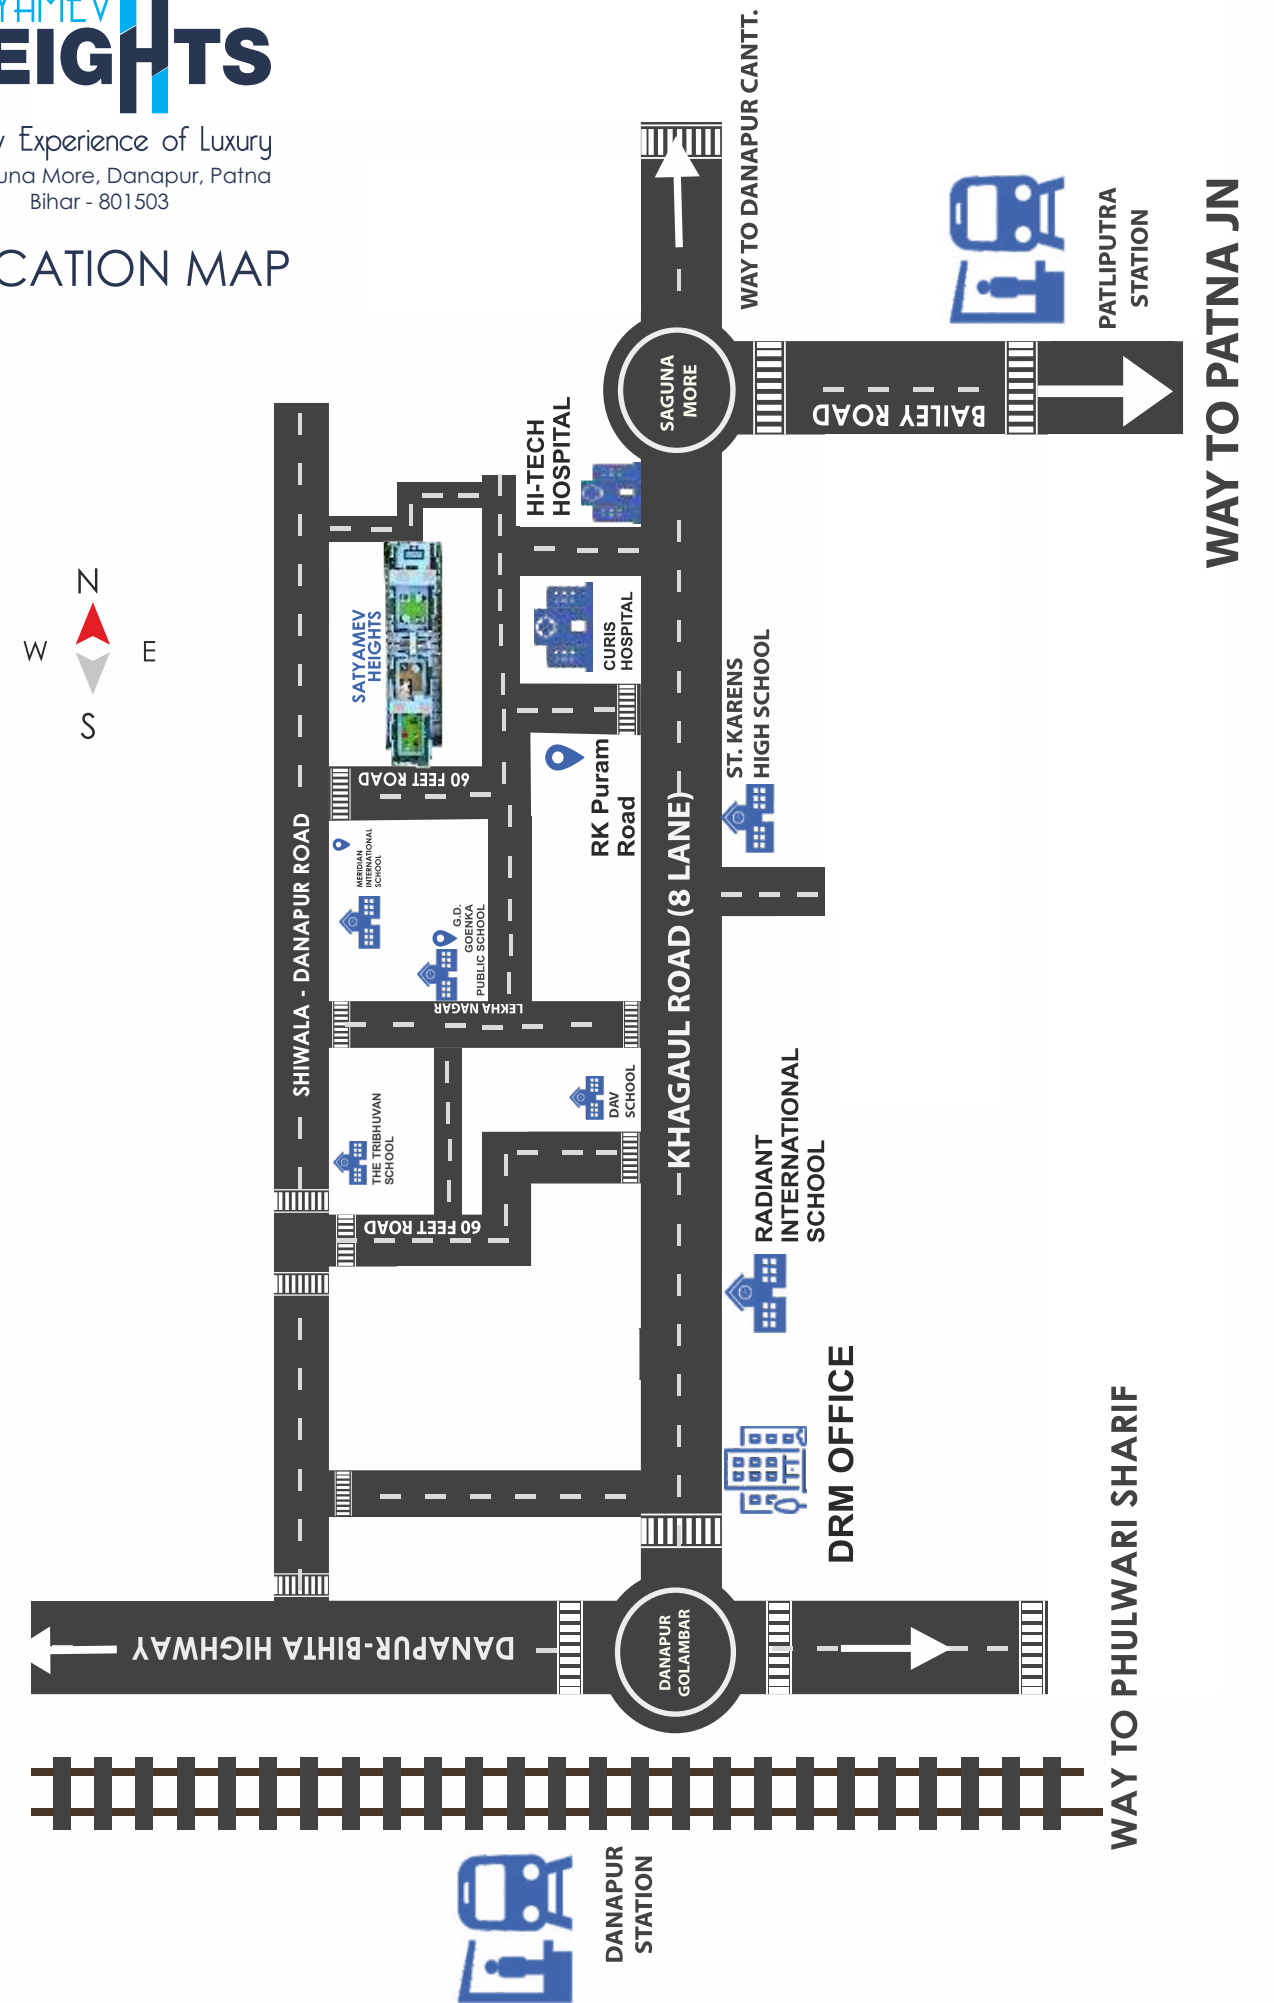 YAMEV
EIGHTS
y Experience of Luxury
una More, Danapur, Patna
Bihar - 801503
CATION MAP
WAY TO DANAPUR CANTT.
PATLIPUTRA
STATION
WAY TO PATNA JN
SAGUNA
MORE
BAILEY ROAD
HI-TECH
HOSPITAL
N
W
E
S
SATYAMEV
HEIGHTS
CURIS
HOSPITAL
ST. KARENS
HIGH SCHOOL
60 FEET ROAD
RK Puram
Road
SHIWALA - DANAPUR ROAD
MERIDIAN
INTERNATIONAL
SCHOOL
G.D.
GOENKA
PUBLIC SCHOOL
KHAGAUL ROAD (8 LANE)
LEKHA NAGAR
DAV
SCHOOL
THE TRIBHUVAN
SCHOOL
RADIANT
INTERNATIONAL
SCHOOL
60 FEET ROAD
DRM OFFICE
WAY TO PHULWARI SHARIF
DANAPUR-BIHTA HIGHWAY
DANAPUR
GOLAMBAR
DANAPUR
STATION